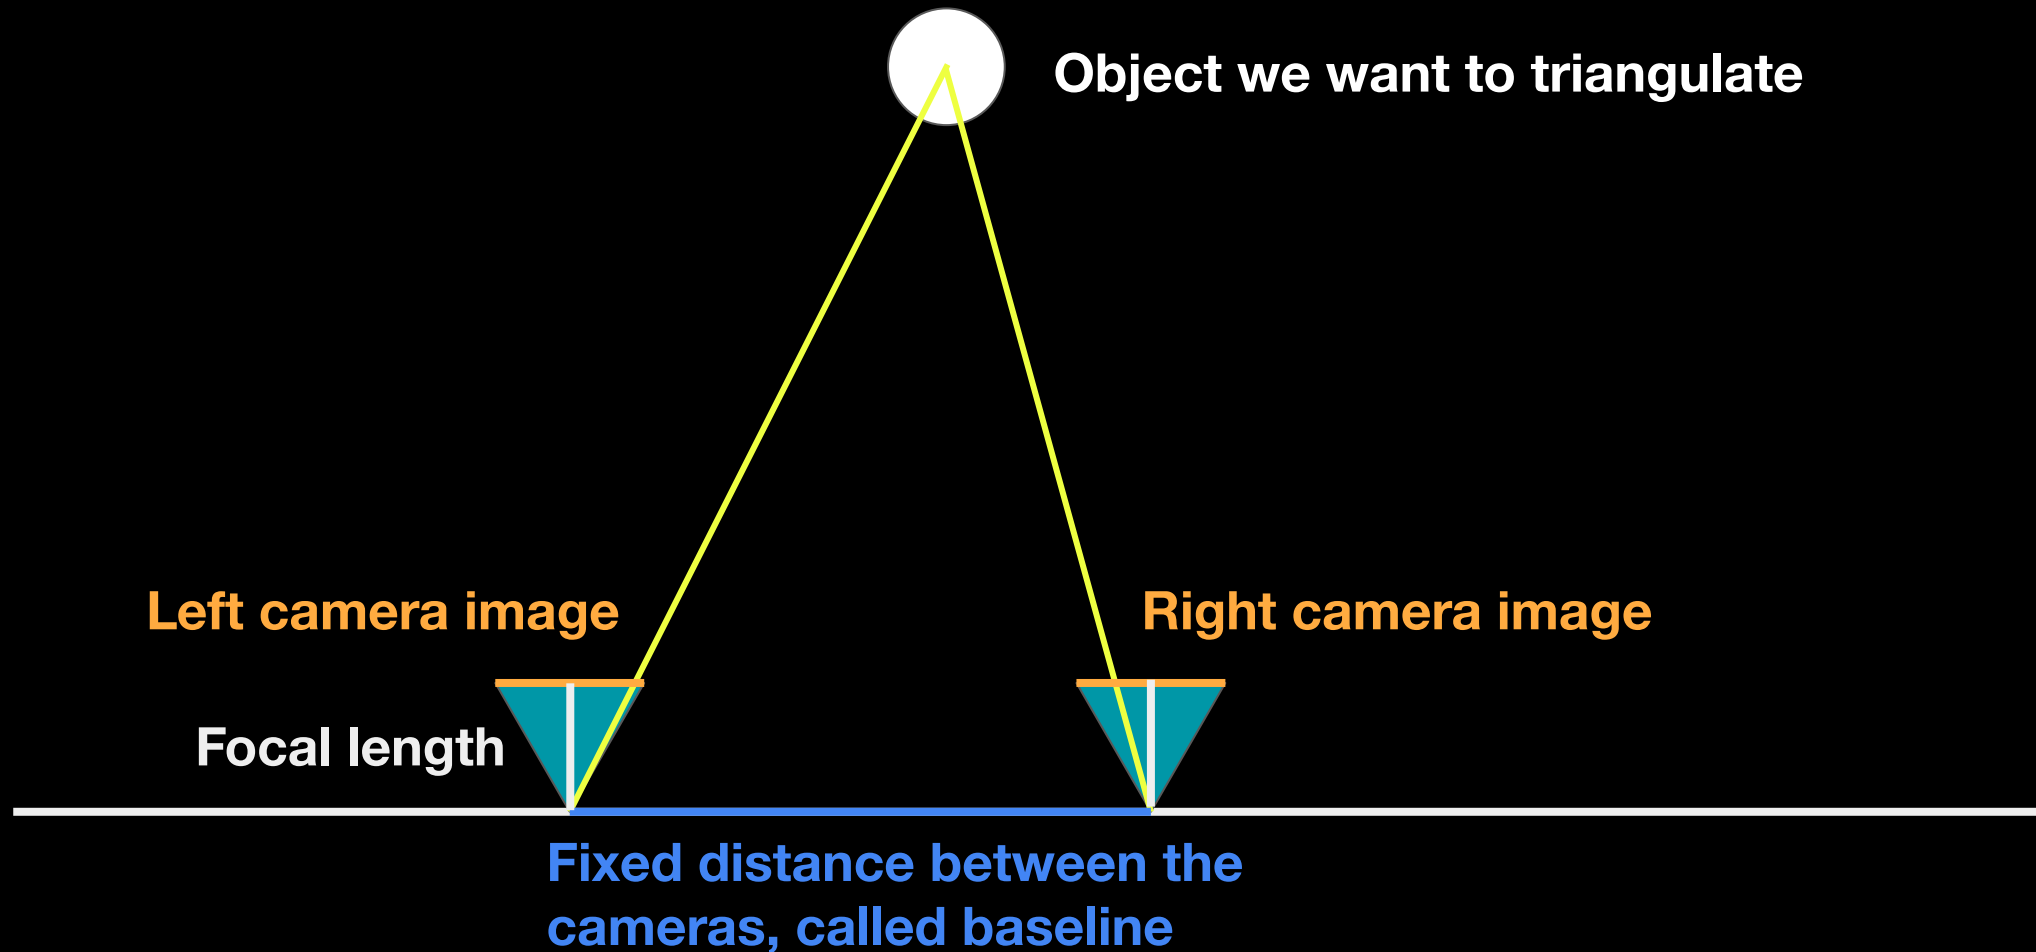 Object we want to triangulate
Left camera image
Right camera image
Focal length
Fixed distance between the
cameras, called baseline